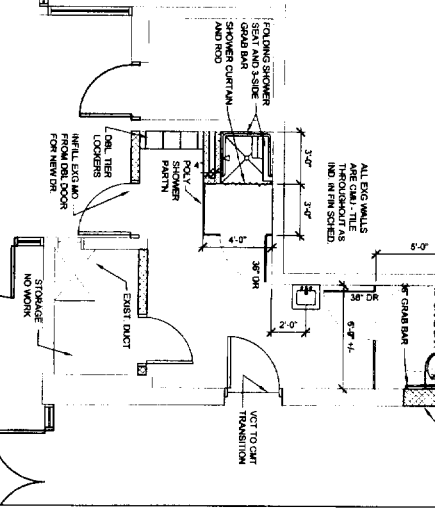 FOLDING SHOWER
SEAT AND 3-SIDE
GRAB BAR
SHOWER CURTAIN
AND ROD
ALL EXG WALLS
ARE CMU - TILE
THROUGHOUT AS
IND IN FIN SCHED.
3'-0"
3'-0"
4"
4'-0"
POLY
SHOWER
PARTN
DBL TIER
LOCKERS
INFILL EXG MO
FROM DBL DOOR
FOR NEW DR.
36" DR
2'-0"
5'-0"
36" DR
36" GRAB BAR
EXIST. DUCT
STORAGE
NO WORK
VCT TO CMT
TRANSITION